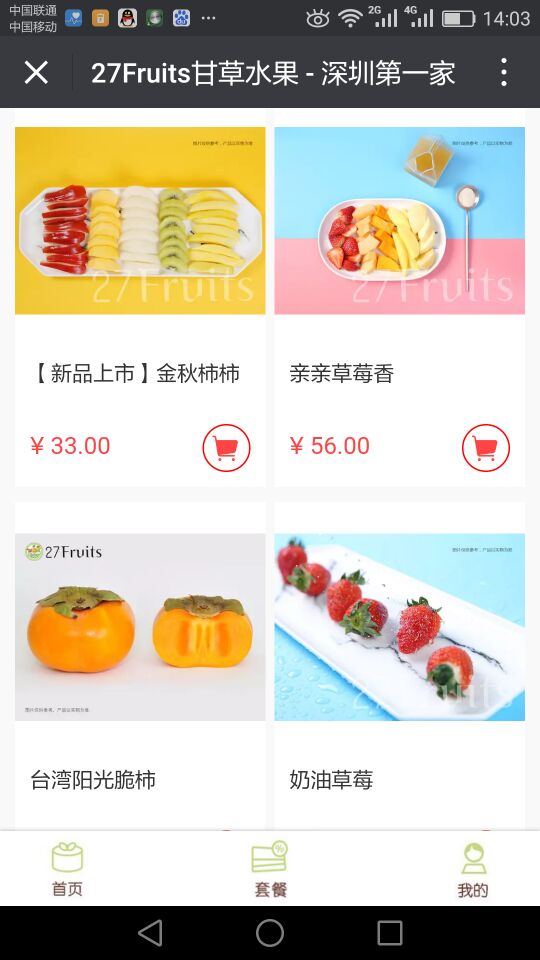 中国联通
中国移动
2G
4G
14:03
27Fruits甘草水果 - 深圳第一家
图片仅供参考，产品以实物为准
27Fruits
图片仅供参考，产品以实物为准
27Fruits
【新品上市】金秋柿柿
亲亲草莓香
¥ 33.00
¥ 56.00
27Fruits
图片仅供参考，产品以实物为准
图片仅供参考，产品以实物为准
27Fruits
台湾阳光脆柿
奶油草莓
首页
套餐
我的